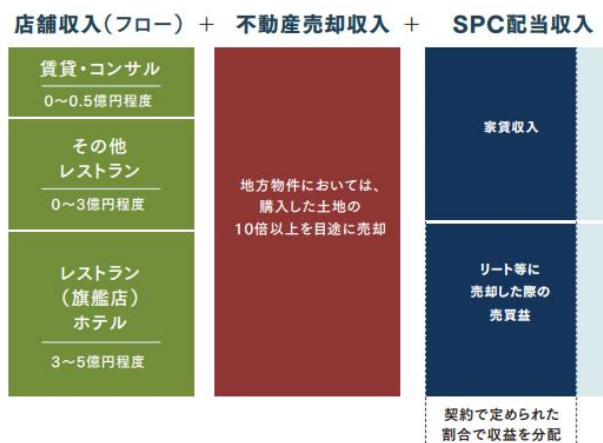 店舗収入(フロー) + 不動産売却収入 + SPC配当収入
賃貸・コンサル
0〜0.5億円程度
その他
レストラン
0〜3億円程度
レストラン
(旗艦店)
ホテル
3〜5億円程度
地方物件においては、
購入した土地の
10倍以上を目途に売却
家賃収入
リート等に
売却した際の
売買益
契約で定められた
割合で収益を分配